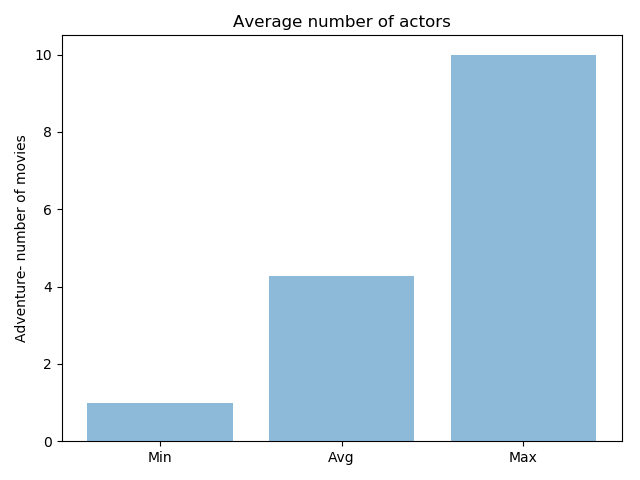 Average number of actors
Adventure- number of movies
10
8
6
4
2
0
Min
Avg
Max